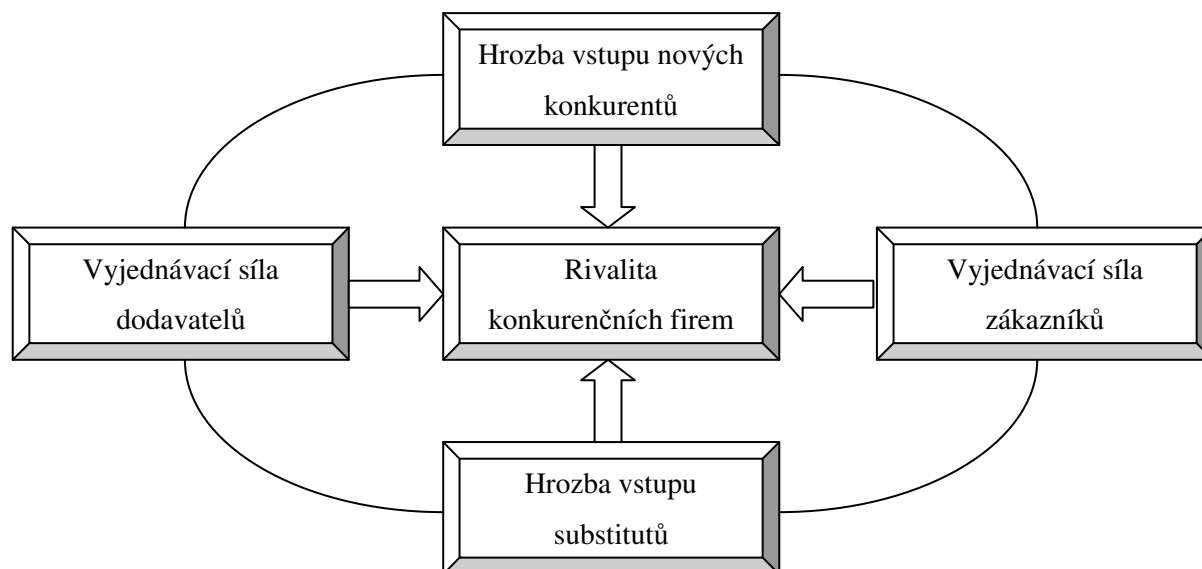 Hrozba vstupu nových
konkurentů
Vyjednávací síla
dodavatelů
Rivalita
konkurenčních firem
Vyjednávací síla
zákazníků
Hrozba vstupu
substitutů